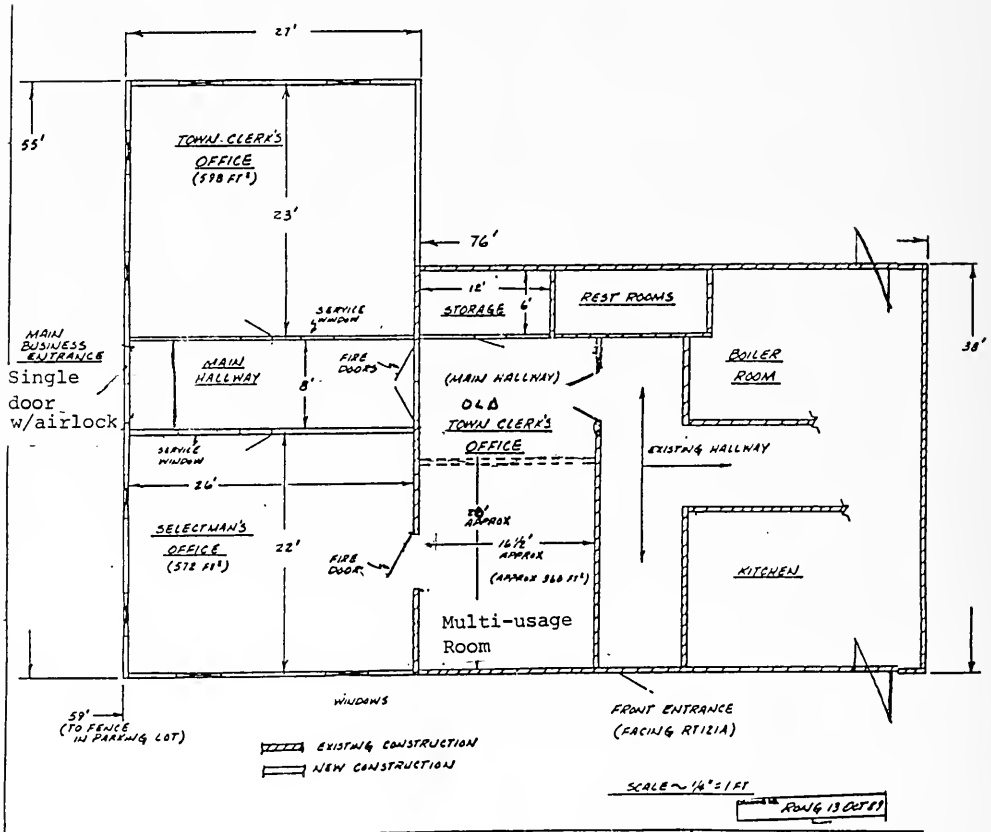 27'
55'
TOWN CLERK'S
OFFICE
(598 FT²)
23'
76'
12'
STORAGE
6'
REST ROOMS
38'
SERVICE
WINDOW
MAIN
BUSINESS
ENTRANCE
Single
door
w/airlock
MAIN
HALLWAY
8'
FIRE
DOORS
(MAIN HALLWAY)
OLD
TOWN CLERK'S
OFFICE
BOILER
ROOM
EXISTING HALLWAY
SERVICE
WINDOW
26'
SELECTMAN'S
OFFICE
(572 FT²)
22'
FIRE
DOOR
APPROX
16 1/2'
APPROX
(APPROX 360 FT²)
KITCHEN
Multi-usage
Room
WINDOWS
59'
(TO FENCE
IN PARKING LOT)
FRONT ENTRANCE
(FACING RT121A)
EXISTING CONSTRUCTION
NEW CONSTRUCTION
SCALE ~ 1/4" = 1 FT
13 OCT 89